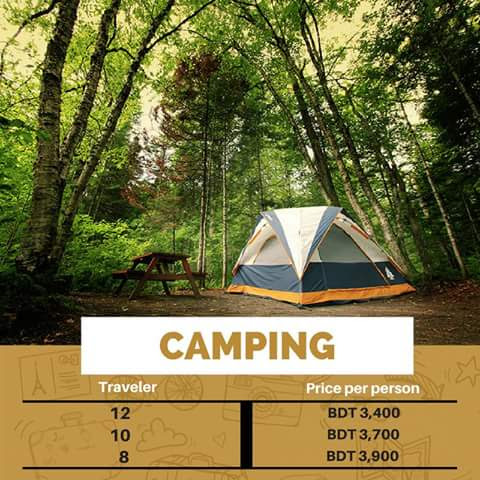 CAMPING
Traveler Price per person
12 BDT 3,400
10 BDT 3,700
8 BDT 3,900